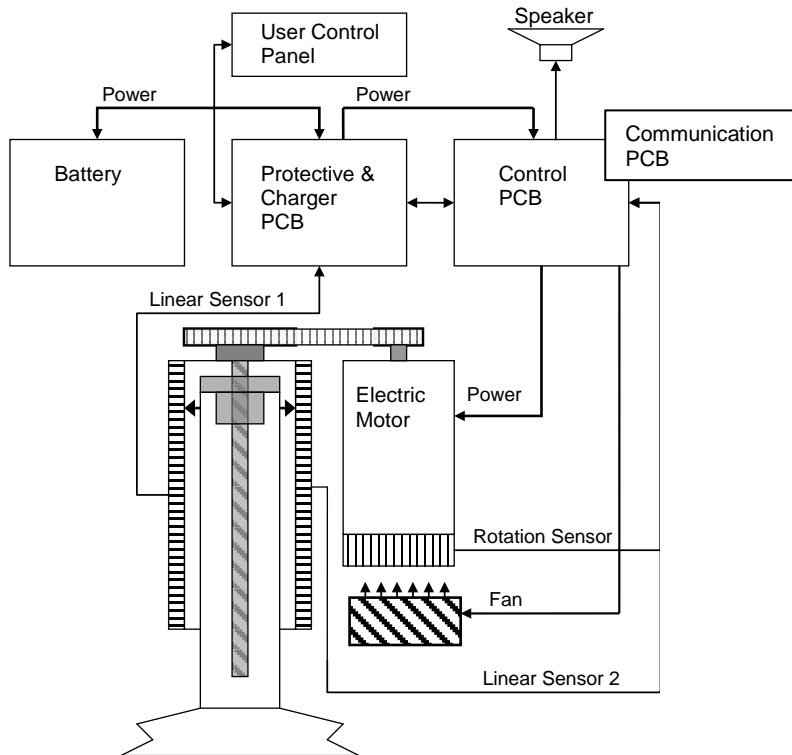 Speaker
User Control
Panel
Power
Power
Communication
PCB
Battery
Protective &
Charger
PCB
Control
PCB
Linear Sensor 1
Electric
Motor
Power
Rotation Sensor
Fan
Linear Sensor 2